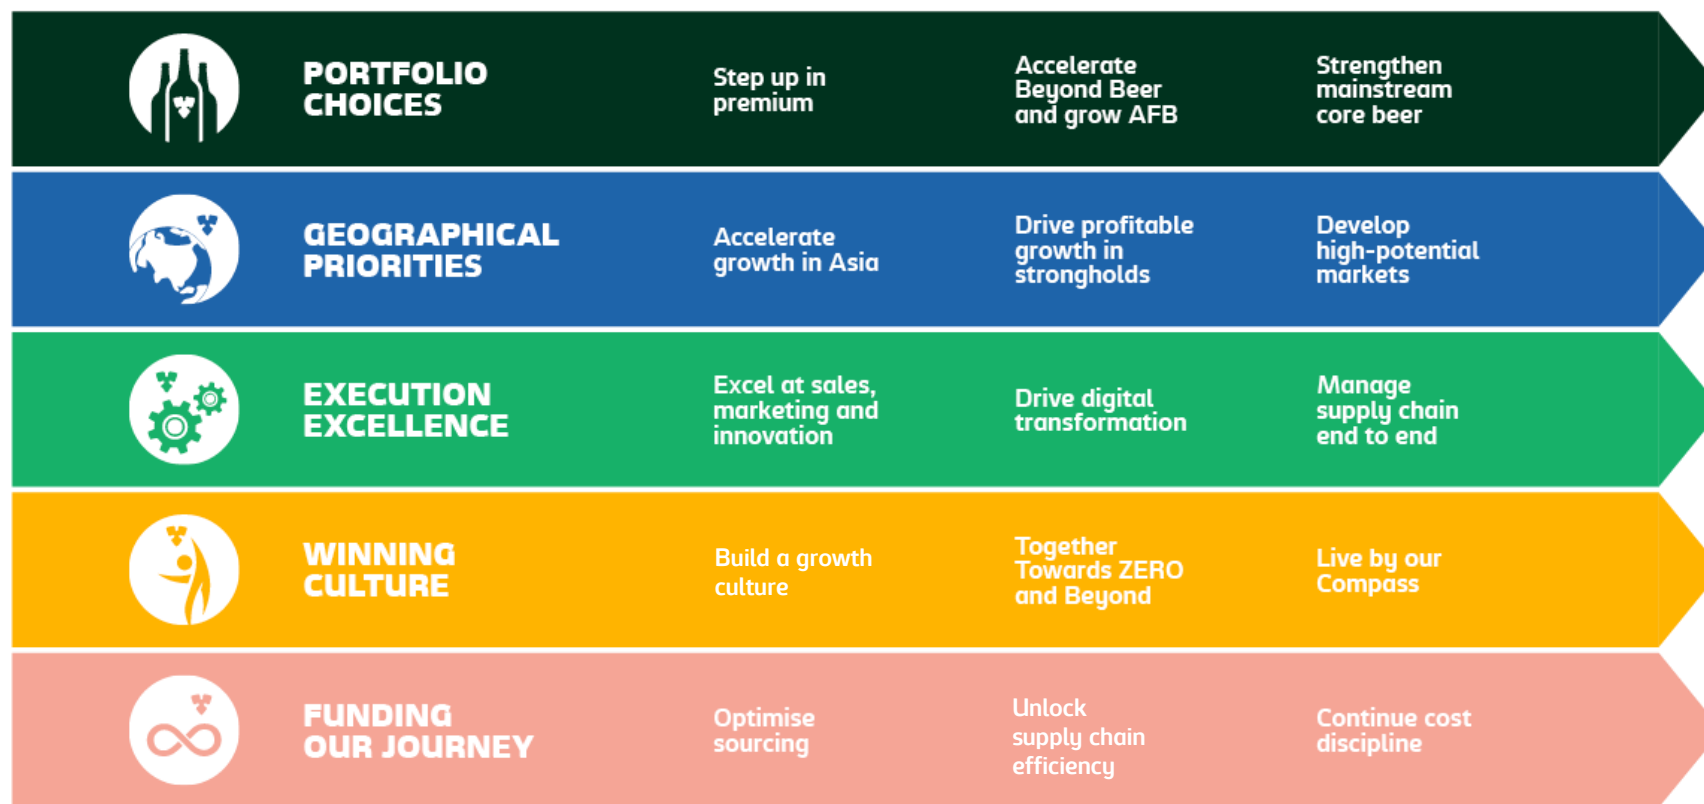 PORTFOLIO
CHOICES
Step up in
premium
Accelerate
Beyond Beer
and grow AFB
Strengthen
mainstream
core beer
GEOGRAPHICAL
PRIORITIES
Accelerate
growth in Asia
Drive profitable
growth in
strongholds
Develop
high-potential
markets
EXECUTION
EXCELLENCE
Excel at sales,
marketing and
innovation
Drive digital
transformation
Manage
supply chain
end to end
WINNING
CULTURE
Build a growth
culture
Together
Towards ZERO
and Beyond
Live by our
Compass
FUNDING
OUR JOURNEY
Optimise
sourcing
Unlock
supply chain
efficiency
Continue cost
discipline